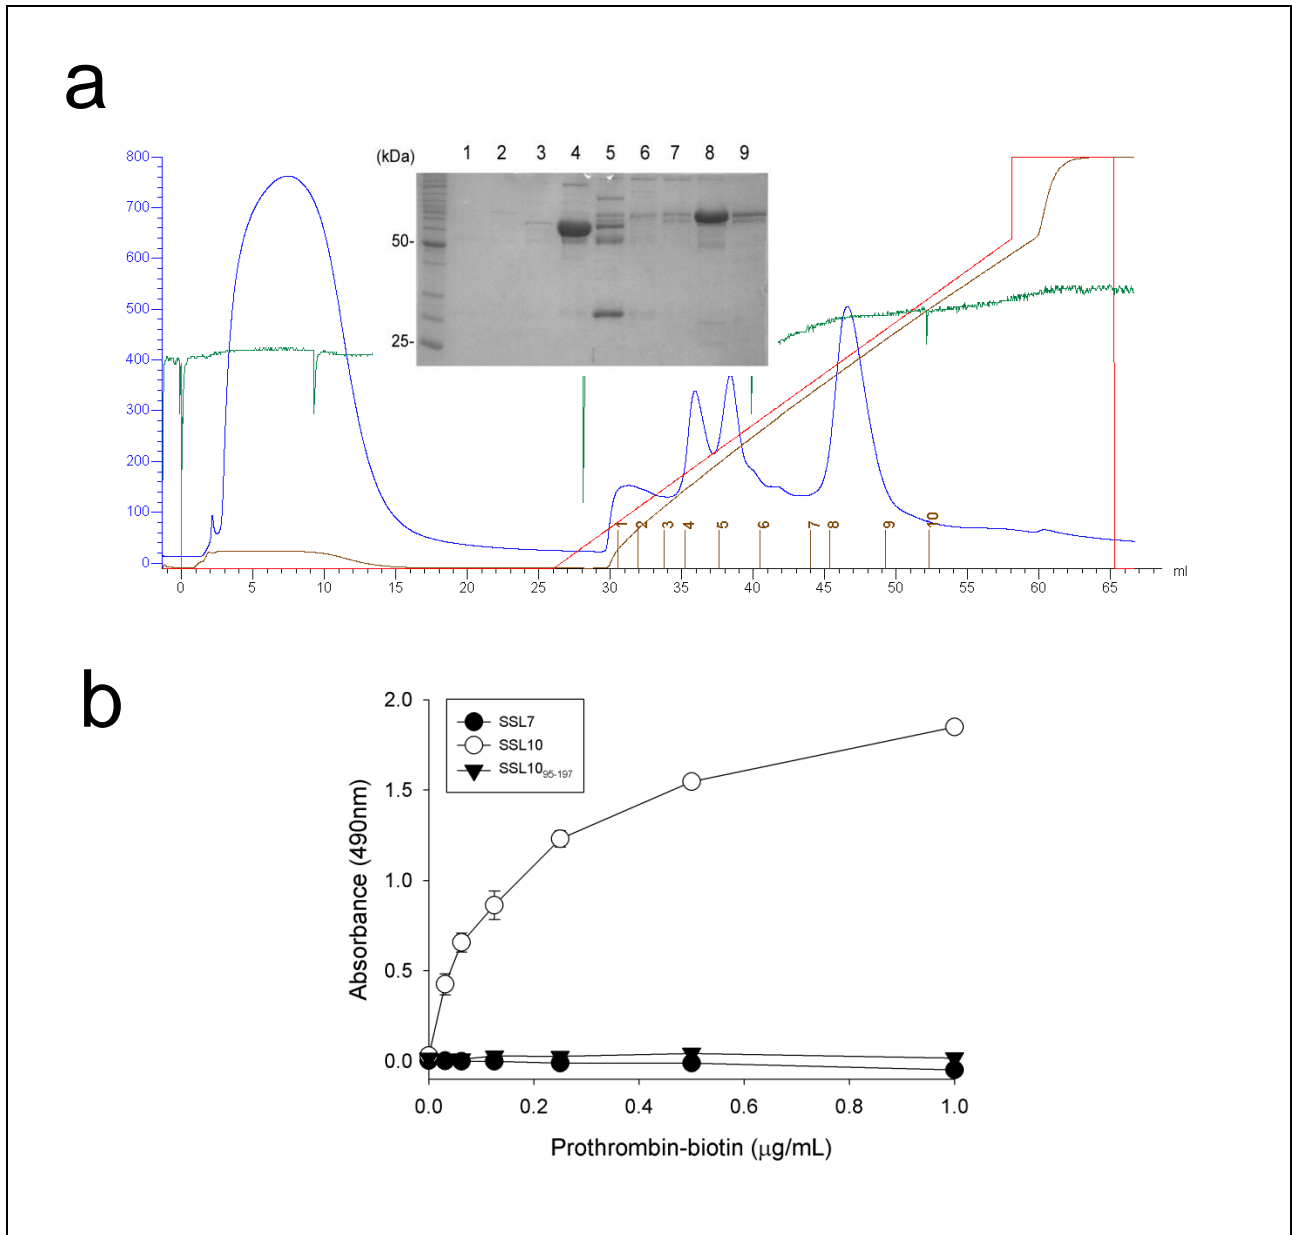 a
(kDa) 1 2 3 4 5 6 7 8 9
50-
25-
800
700
600
500
400
300
200
100
0
1 2 3 4 5 6 7 8 9 10
0 5 10 15 20 25 30 35 40 45 50 55 60 65 ml
b
SSL7
SSL10
SSL10₉₅₋₁₉₇
2.0
1.5
1.0
0.5
0.0
Absorbance (490nm)
0.0 0.2 0.4 0.6 0.8 1.0
Prothrombin-biotin (μg/mL)